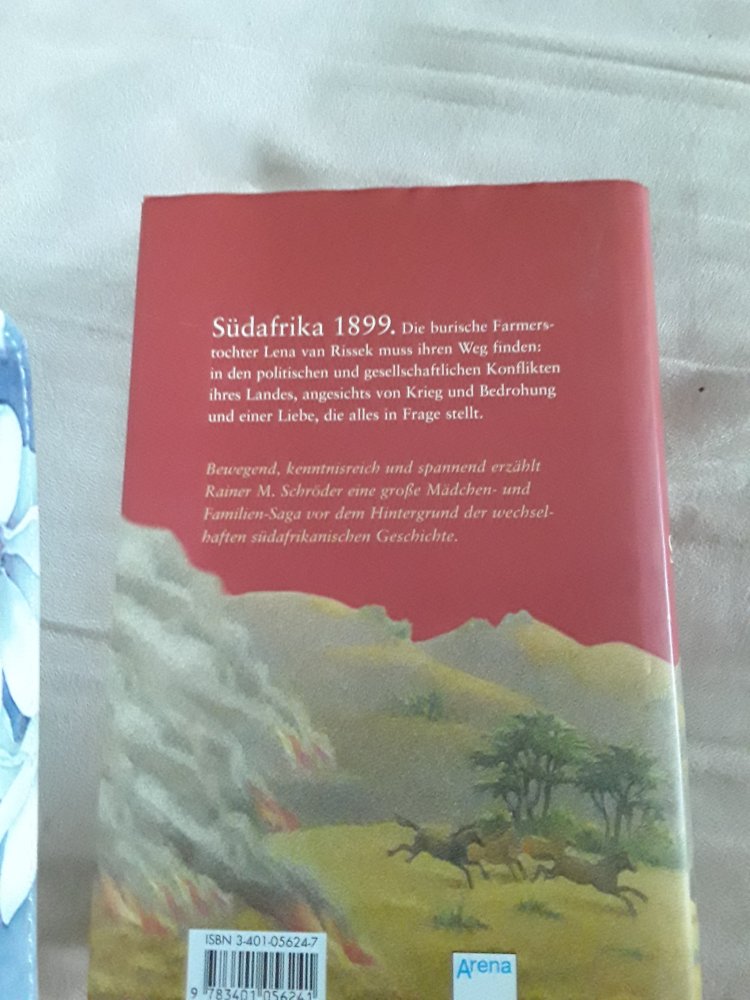 Südafrika 1899. Die burische Farmers-
tochter Lena van Rissek muss ihren Weg finden:
in den politischen und gesellschaftlichen Konflikten
ihres Landes, angesichts von Krieg und Bedrohung
und einer Liebe, die alles in Frage stellt.
Bewegend, kenntnisreich und spannend erzählt
Rainer M. Schröder eine große Mädchen- und
Familien-Saga vor dem Hintergrund der wechsel-
haften südafrikanischen Geschichte.
ISBN 3-401-05624-7
9 783401 056241
Arena